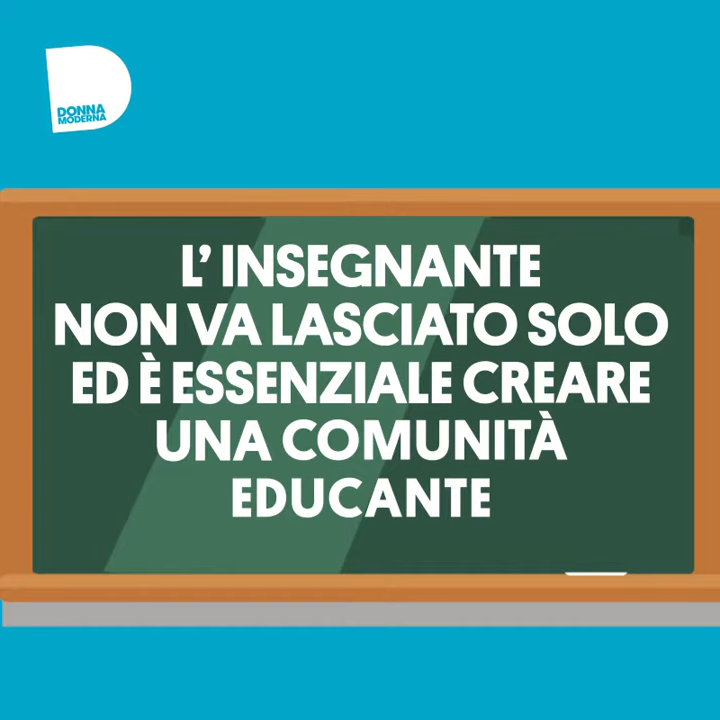 DONNA
MODERNA
L' INSEGNANTE
NON VA LASCIATO SOLO
ED È ESSENZIALE CREARE
UNA COMUNITÀ
EDUCANTE